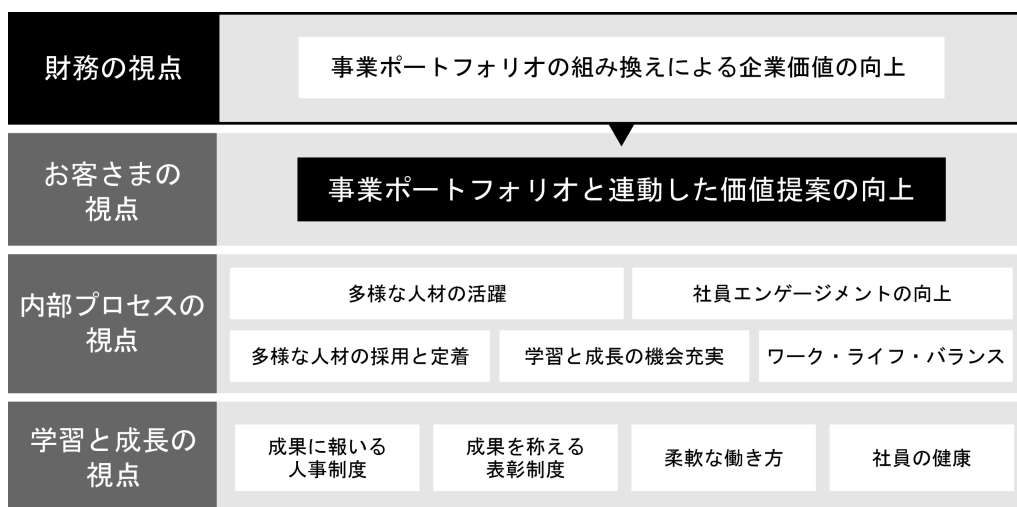 財務の視点
事業ポートフォリオの組み換えによる企業価値の向上
お客さまの
視点
事業ポートフォリオと連動した価値提案の向上
内部プロセスの
視点
多様な人材の活躍
社員エンゲージメントの向上
多様な人材の採用と定着
学習と成長の機会充実
ワーク・ライフ・バランス
学習と成長の
視点
成果に報いる
人事制度
成果を称える
表彰制度
柔軟な働き方
社員の健康